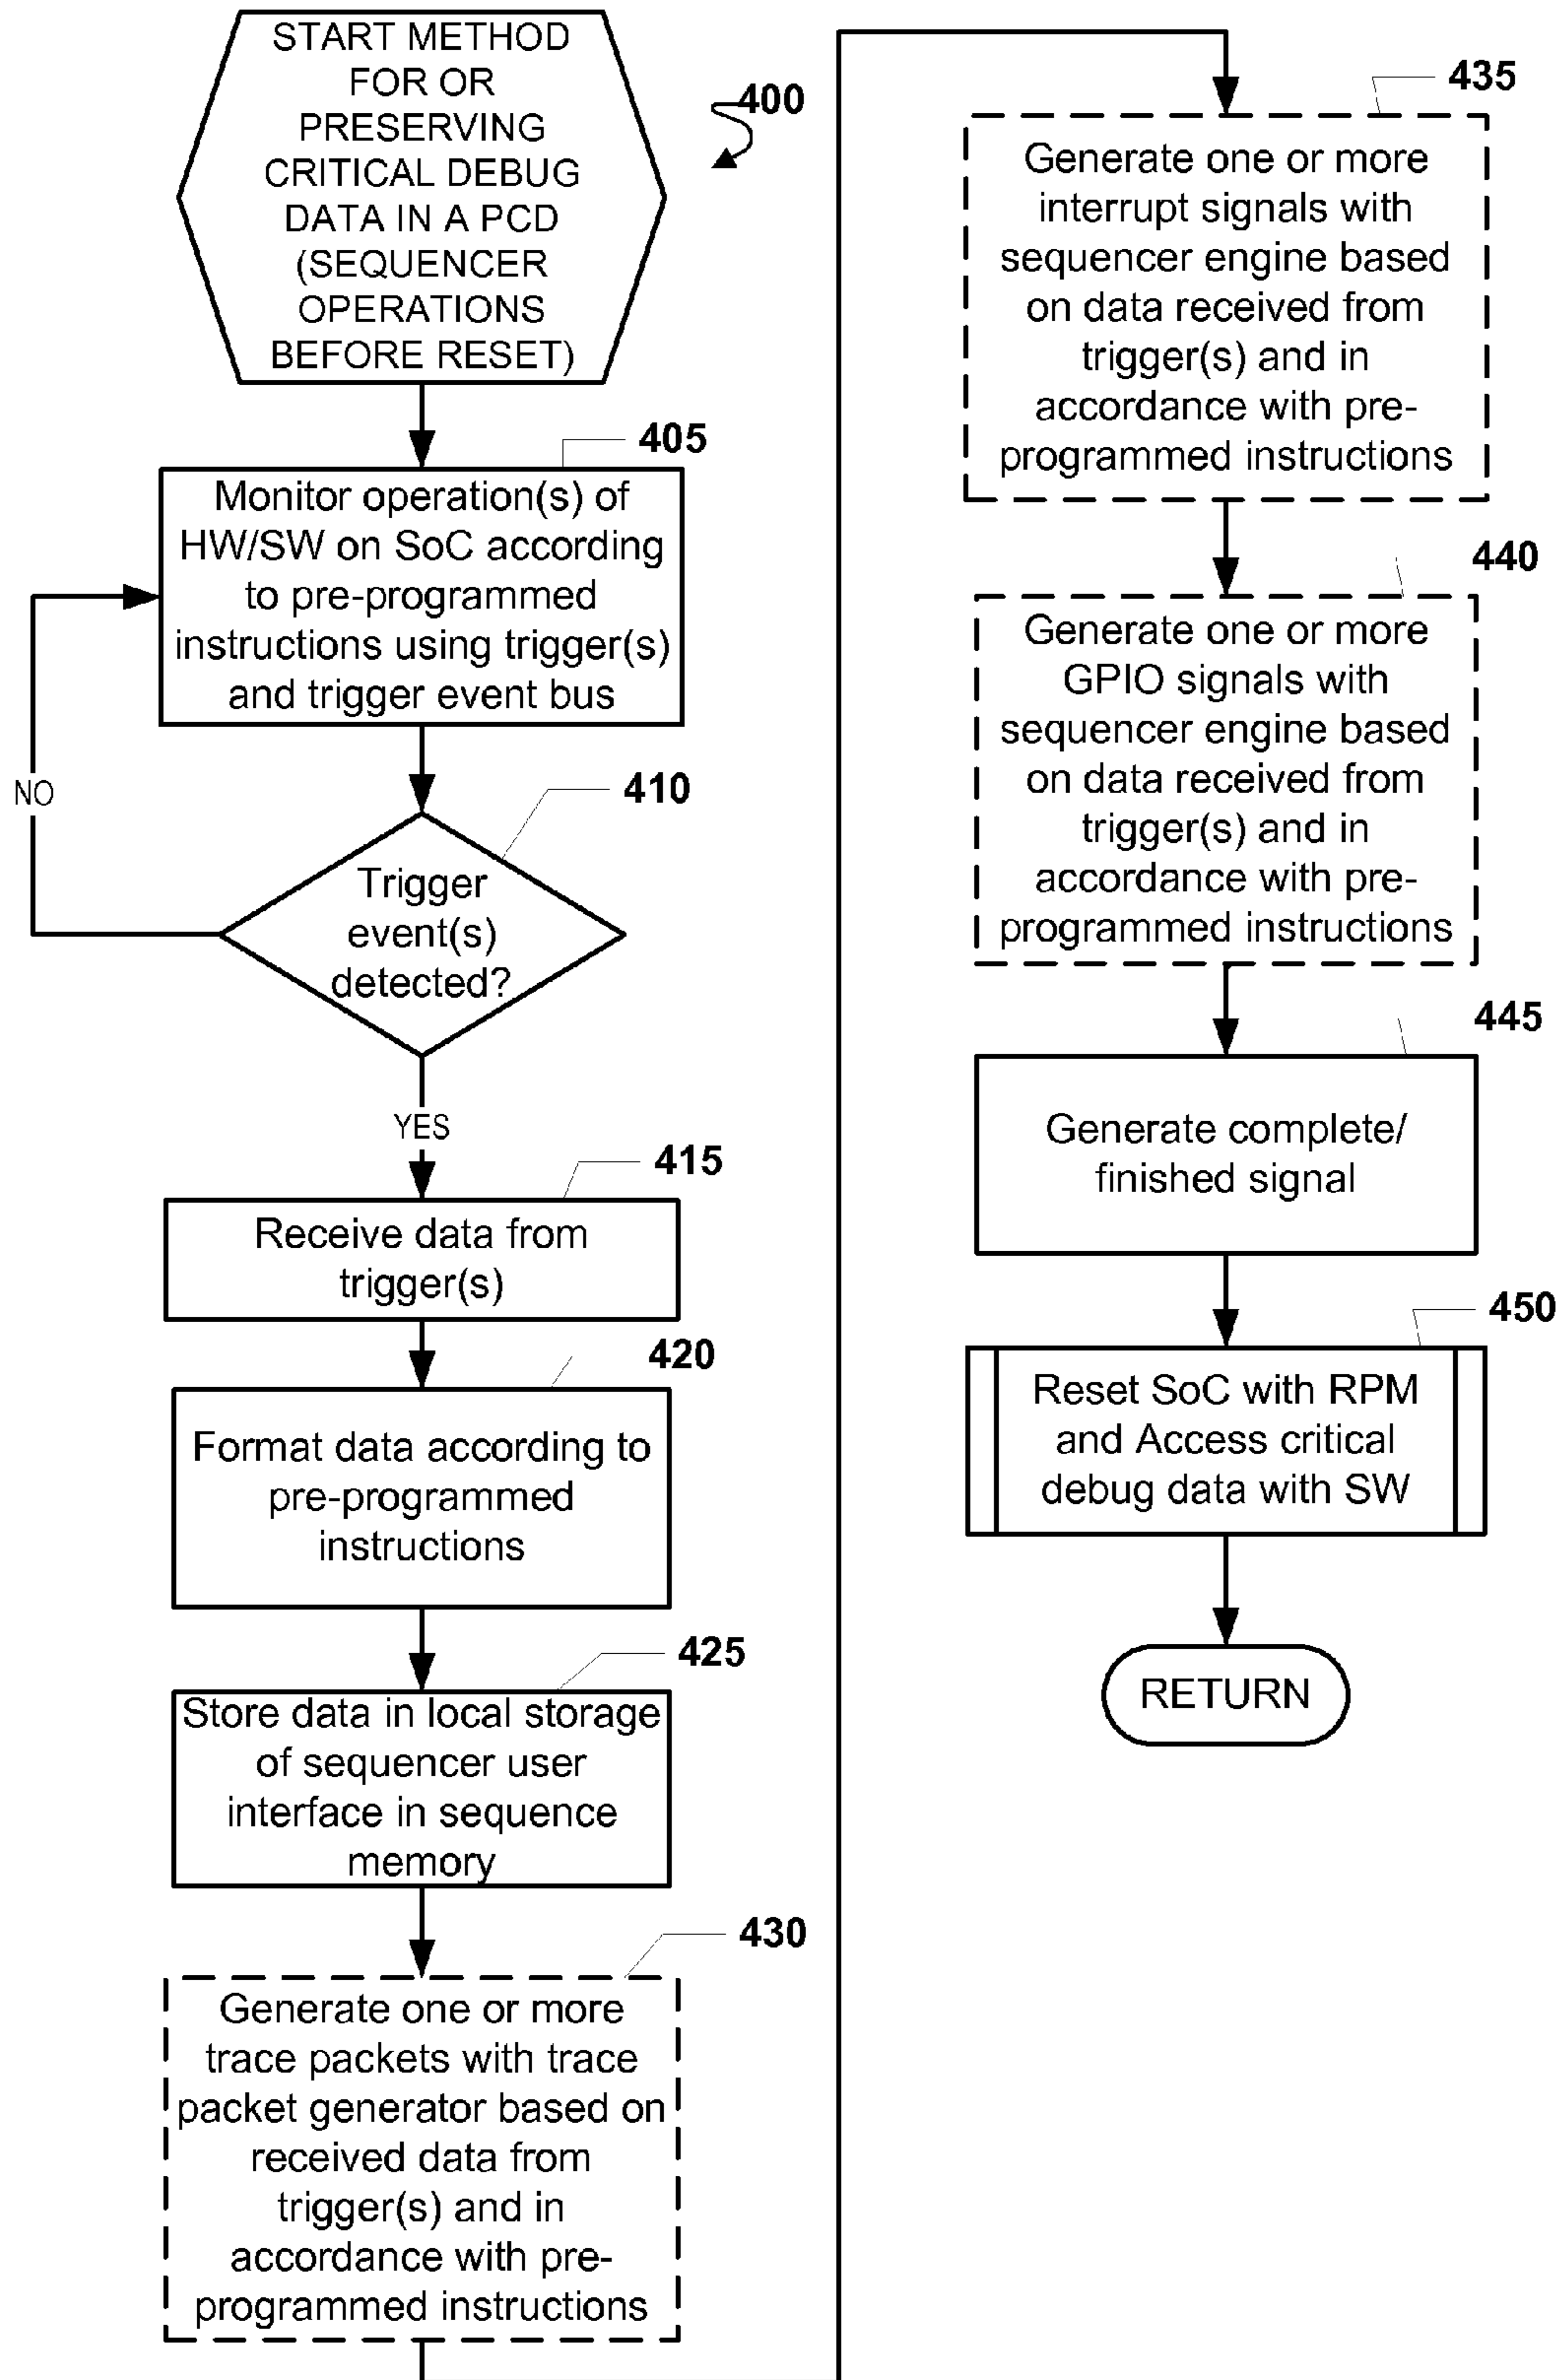 START METHOD
FOR OR
PRESERVING
CRITICAL DEBUG
DATA IN A PCD
(SEQUENCER
OPERATIONS
BEFORE RESET)
400
405
Monitor operation(s) of
HW/SW on SoC according
to pre-programmed
instructions using trigger(s)
and trigger event bus
NO
410
Trigger
event(s)
detected?
YES
415
Receive data from
trigger(s)
420
Format data according to
pre-programmed
instructions
425
Store data in local storage
of sequencer user
interface in sequence
memory
430
Generate one or more
trace packets with trace
packet generator based on
received data from
trigger(s) and in
accordance with pre-
programmed instructions
435
Generate one or more
interrupt signals with
sequencer engine based
on data received from
trigger(s) and in
accordance with pre-
programmed instructions
440
Generate one or more
GPIO signals with
sequencer engine based
on data received from
trigger(s) and in
accordance with pre-
programmed instructions
445
Generate complete/
finished signal
450
Reset SoC with RPM
and Access critical
debug data with SW
RETURN